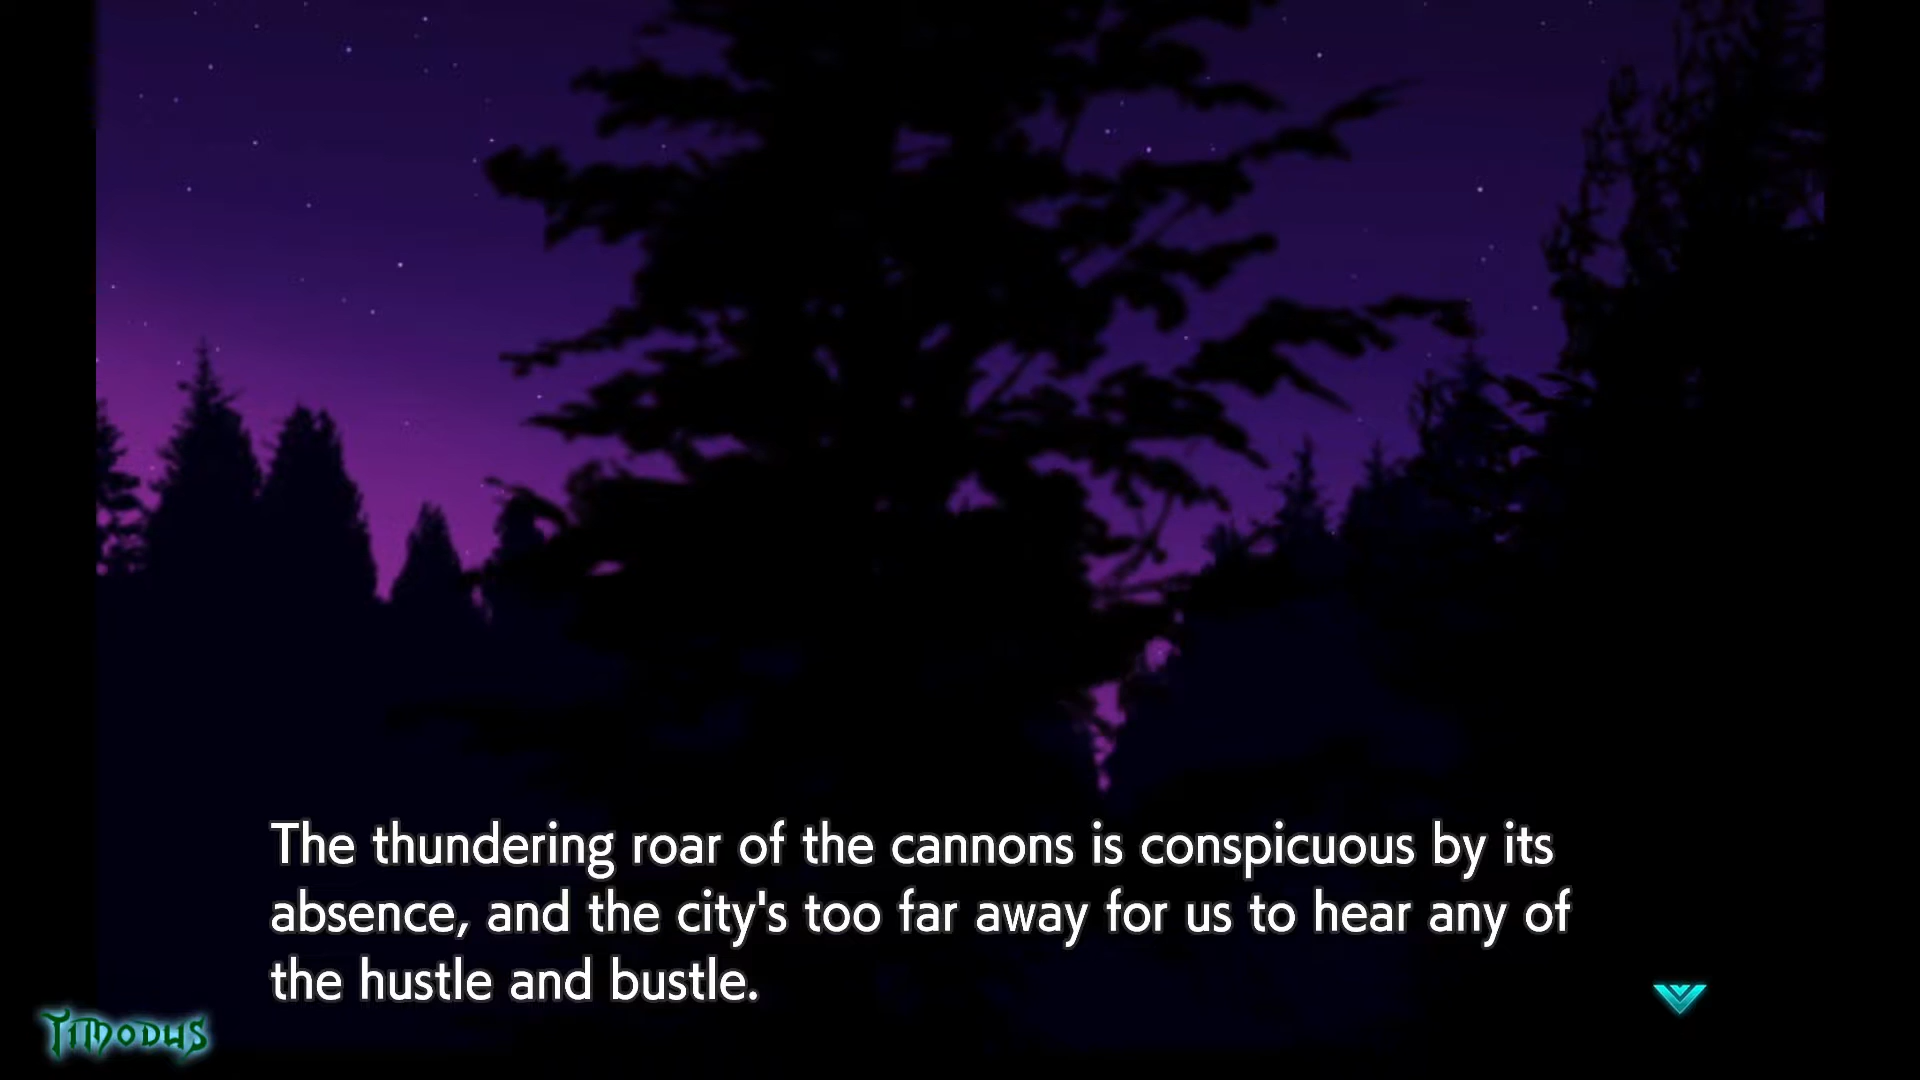 The thundering roar of the cannons is conspicuous by its
absence, and the city's too far away for us to hear any of
the hustle and bustle.
TIMODUS